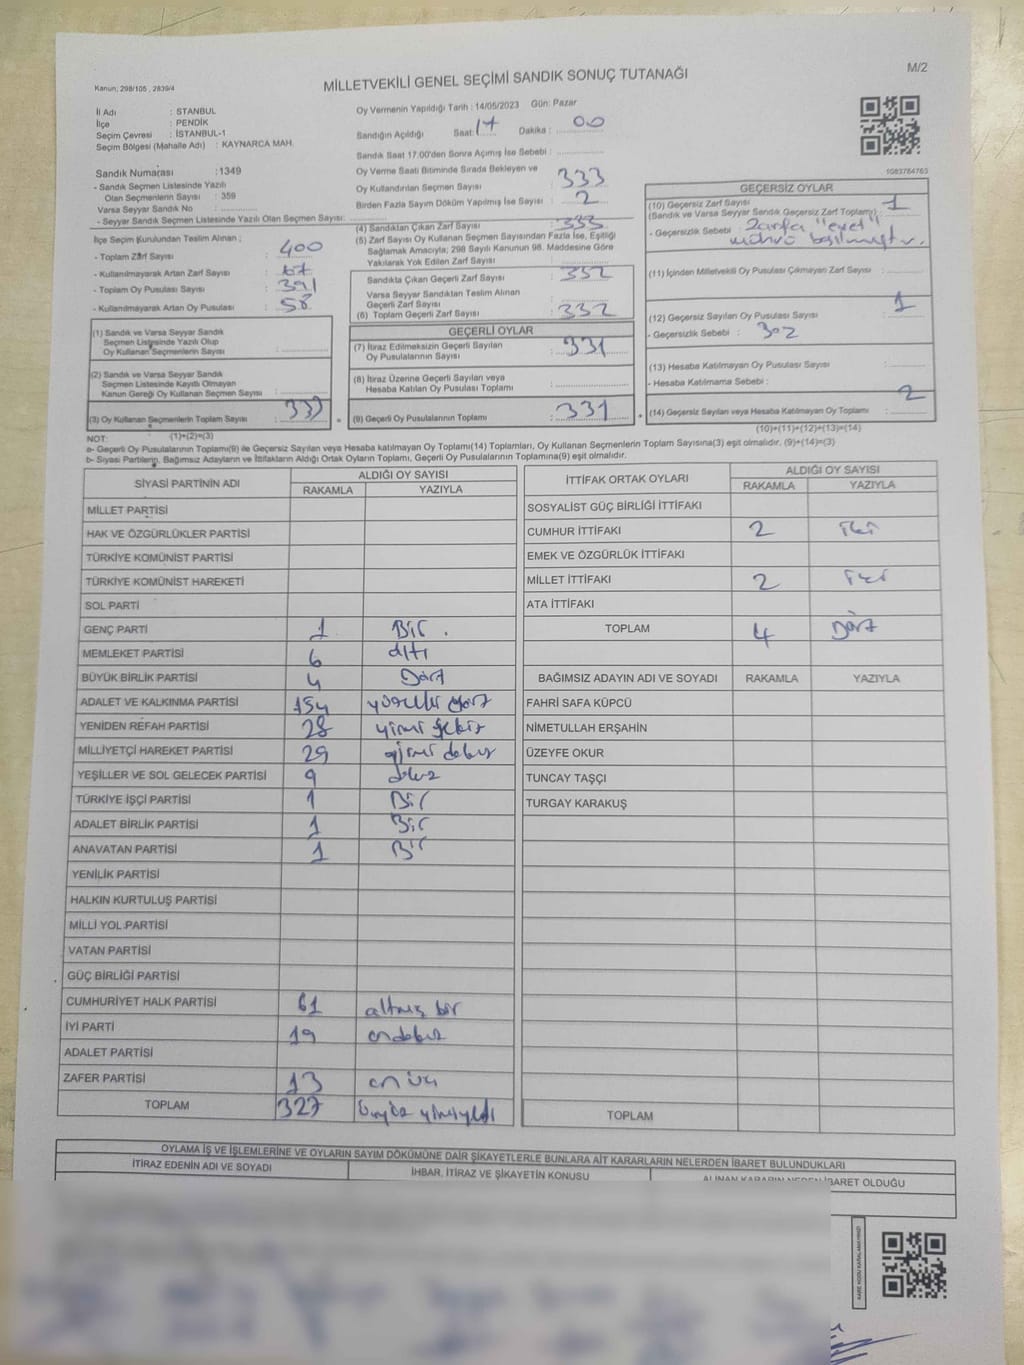 M/2
Kanun; 298/105 , 2839/4
MİLLETVEKİLİ GENEL SEÇİMİ SANDIK SONUÇ TUTANAĞI
İl Adı : STANBUL
İlçe : PENDİK
Seçim Çevresi : İSTANBUL-1
Seçim Bölgesi (Mahalle Adı) : KAYNARCA MAH.
Sandık Numarası :1349
- Sandık Seçmen Listesinde Yazılı
Olan Seçmenlerin Sayısı : 359
Varsa Seyyar Sandık No :
- Seyyar Sandık Seçmen Listesinde Yazılı Olan Seçmen Sayısı:
Oy Vermenin Yapıldığı Tarih : 14/05/2023 Gün: Pazar
Sandığın Açıldığı Saat: 17 Dakika : 00
Sandık Saat 17:00'den Sonra Açımış İse Sebebi :
Oy Verme Saati Bitiminde Sırada Bekleyen ve
Oy Kullandırılan Seçmen Sayısı : 333
Birden Fazla Sayım Döküm Yapılmış İse Sayısı : 2
(4) Sandıktan Çıkan Zarf Sayısı : 333
(5) Zarf Sayısı Oy Kullanan Seçmen Sayısından Fazla İse, Eşitliği
Sağlamak Amacıyla; 298 Sayılı Kanunun 98. Maddesine Göre
Yakılarak Yok Edilen Zarf Sayısı :
Sandıkta Çıkan Geçerli Zarf Sayısı : 332
Varsa Seyyar Sandıktan Teslim Alınan
Geçerli Zarf Sayısı
(6) Toplam Geçerli Zarf Sayısı : 332
1083784763
İlçe Seçim Kurulundan Teslim Alınan ;
- Toplam Zarf Sayısı : 400
- Kullanılmayarak Artan Zarf Sayısı : 67
- Toplam Oy Pusulası Sayısı : 391
- Kullanılmayarak Artan Oy Pusulası : 58
(1) Sandık ve Varsa Seyyar Sandık
Seçmen Listesinde Yazılı Olup
Oy Kullanan Seçmenlerin Sayısı :
(2) Sandık ve Varsa Seyyar Sandık
Seçmen Listesinde Kayıtlı Olmayan
Kanun Gereği Oy Kullanan Seçmen Sayısı
(3) Oy Kullanan Seçmenlerin Toplam Sayısı : 333
GEÇERLİ OYLAR
(7) İtiraz Edilmeksizin Geçerli Sayılan
Oy Pusulalarının Sayısı : 331
(8) İtiraz Üzerine Geçerli Sayılan veya
Hesaba Katılan Oy Pusulası Toplamı :
(9) Geçerli Oy Pusulalarının Toplamı : 331
GEÇERSİZ OYLAR
(10) Geçersiz Zarf Sayısı
(Sandık ve Varsa Seyyar Sandık Geçersiz Zarf Toplamı) : 1
- Geçersizlik Sebebi : Zarfa "evet"
mührü basılmıştır.
(11) İçinden Milletvekili Oy Pusulası Çıkmayan Zarf Sayısı :
(12) Geçersiz Sayılan Oy Pusulası Sayısı : 1
- Geçersizlik Sebebi : 302
(13) Hesaba Katılmayan Oy Pusulası Sayısı :
- Hesaba Katılmama Sebebi :
(14) Geçersiz Sayılan veya Hesaba Katılmayan Oy Toplamı : 2
NOT: (1)+(2)=(3)
(10)+(11)+(12)+(13)=(14)
a- Geçerli Oy Pusulalarının Toplamı(9) ile Geçersiz Sayılan veya Hesaba katılmayan Oy Toplamı(14) Toplamları, Oy Kullanan Seçmenlerin Toplam Sayısına(3) eşit olmalıdır. (9)+(14)=(3)
b- Siyasi Partilerin, Bağımsız Adayların ve İttifakların Aldığı Ortak Oyların Toplamı, Geçerli Oy Pusulalarının Toplamına(9) eşit olmalıdır.
SİYASİ PARTİNİN ADI ALDIĞI OY SAYISI
RAKAMLA YAZIYLA
MİLLET PARTİSİ
HAK VE ÖZGÜRLÜKLER PARTİSİ
TÜRKİYE KOMÜNİST PARTİSİ
TÜRKİYE KOMÜNİST HAREKETİ
SOL PARTİ
GENÇ PARTİ 1 Bir
MEMLEKET PARTİSİ 6 altı
BÜYÜK BİRLİK PARTİSİ 4 Dört
ADALET VE KALKINMA PARTİSİ 154 yüzelli dört
YENİDEN REFAH PARTİSİ 28 yirmi sekiz
MİLLİYETÇİ HAREKET PARTİSİ 29 yirmi dokuz
YEŞİLLER VE SOL GELECEK PARTİSİ 9 dokuz
TÜRKİYE İŞÇİ PARTİSİ 1 Bir
ADALET BİRLİK PARTİSİ 1 Bir
ANAVATAN PARTİSİ 1 Bir
YENİLİK PARTİSİ
HALKIN KURTULUŞ PARTİSİ
MİLLİ YOL PARTİSİ
VATAN PARTİSİ
GÜÇ BİRLİĞİ PARTİSİ
CUMHURİYET HALK PARTİSİ 61 altmış bir
İYİ PARTİ 19 ondokuz
ADALET PARTİSİ
ZAFER PARTİSİ 13 on üç
TOPLAM 327 üçyüz yirmiyedi
İTTİFAK ORTAK OYLARI ALDIĞI OY SAYISI
RAKAMLA YAZIYLA
SOSYALİST GÜÇ BİRLİĞİ İTTİFAKI
CUMHUR İTTİFAKI 2 iki
EMEK VE ÖZGÜRLÜK İTTİFAKI
MİLLET İTTİFAKI 2 iki
ATA İTTİFAKI
TOPLAM 4 Dört
BAĞIMSIZ ADAYIN ADI VE SOYADI RAKAMLA YAZIYLA
FAHRİ SAFA KÜPCÜ
NİMETULLAH ERŞAHİN
ÜZEYFE OKUR
TUNCAY TAŞÇI
TURGAY KARAKUŞ
TOPLAM
OYLAMA İŞ VE İŞLEMLERİNE VE OYLARIN SAYIM DÖKÜMÜNE DAİR ŞİKAYETLERLE BUNLARA AİT KARARLARIN NELERDEN İBARET BULUNDUKLARI
İTİRAZ EDENİN ADI VE SOYADI İHBAR, İTİRAZ VE ŞİKAYETİN KONUSU ALINAN KARARIN NEDEN İBARET OLDUĞU